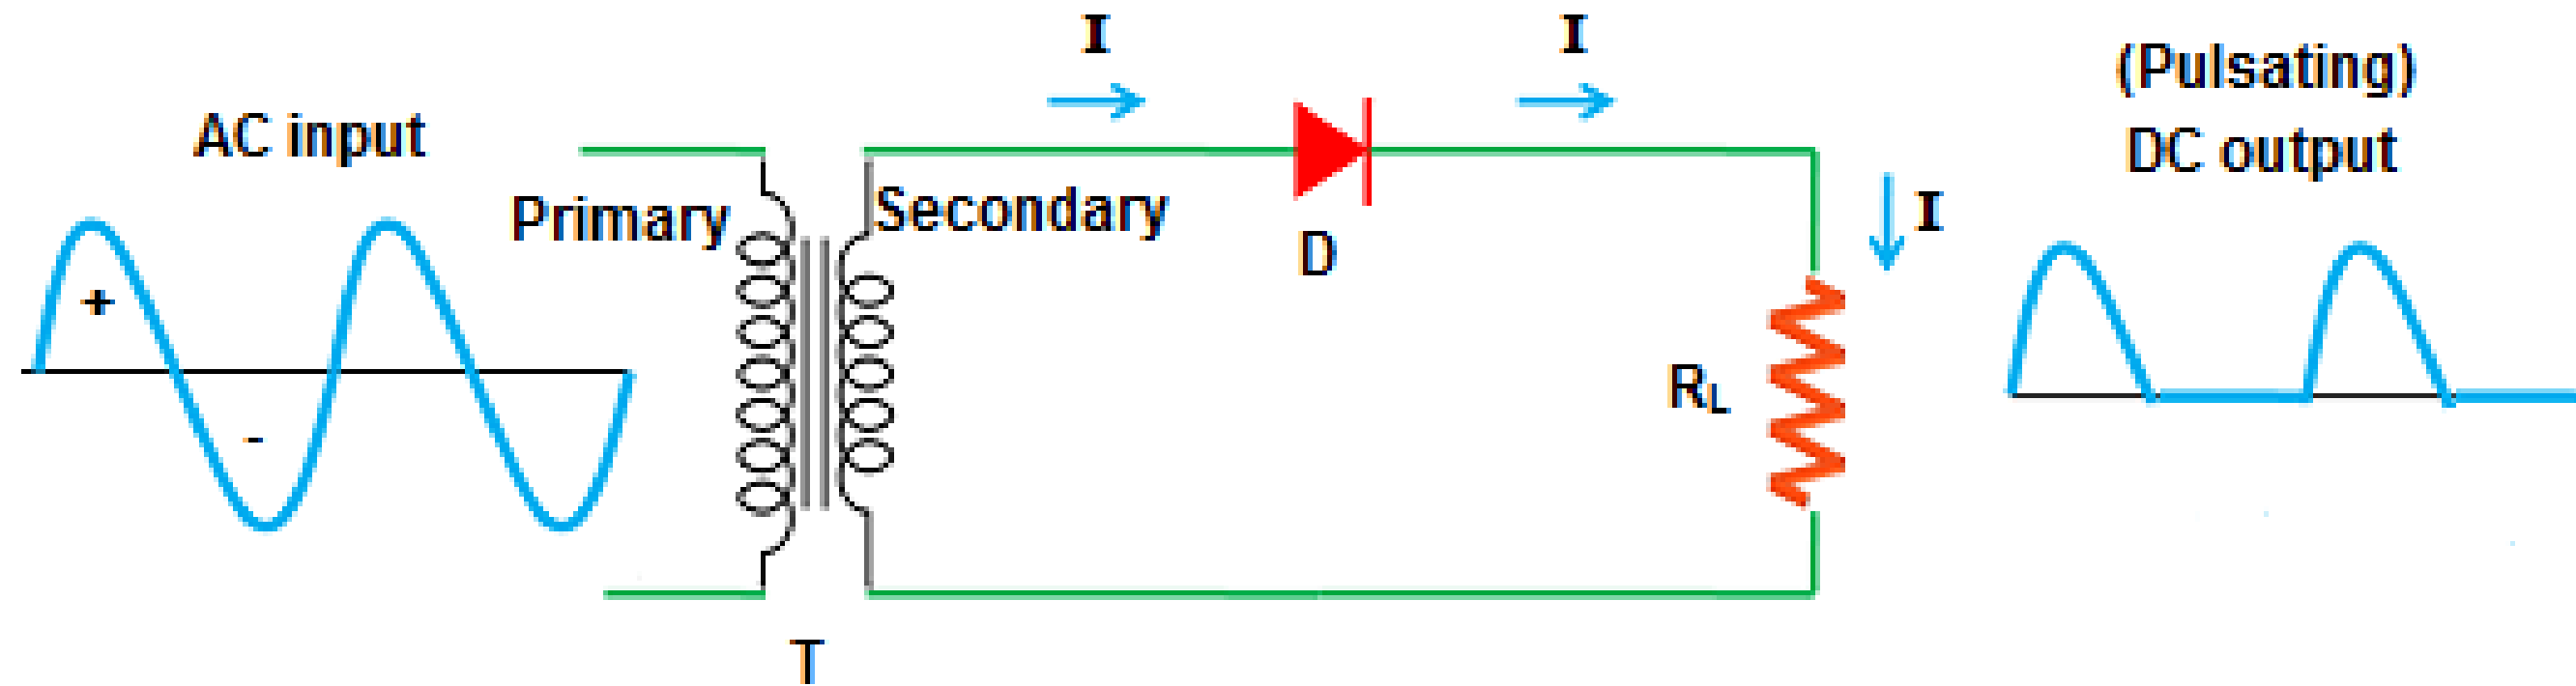 I
I
(Pulsating)
DC output
AC input
Primary
Secondary
I
D
+
-
RL
T